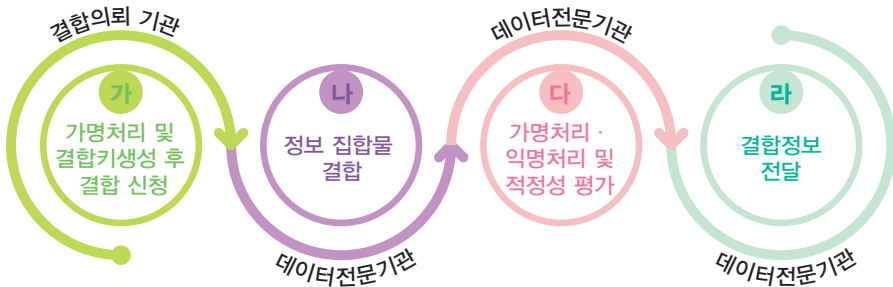 결합의뢰 기관
가
가명처리 및
결합키생성 후
결합 신청
나
정보 집합물
결합
데이터전문기관
데이터전문기관
다
가명처리 ·
익명처리 및
적정성 평가
라
결합정보
전달
데이터전문기관